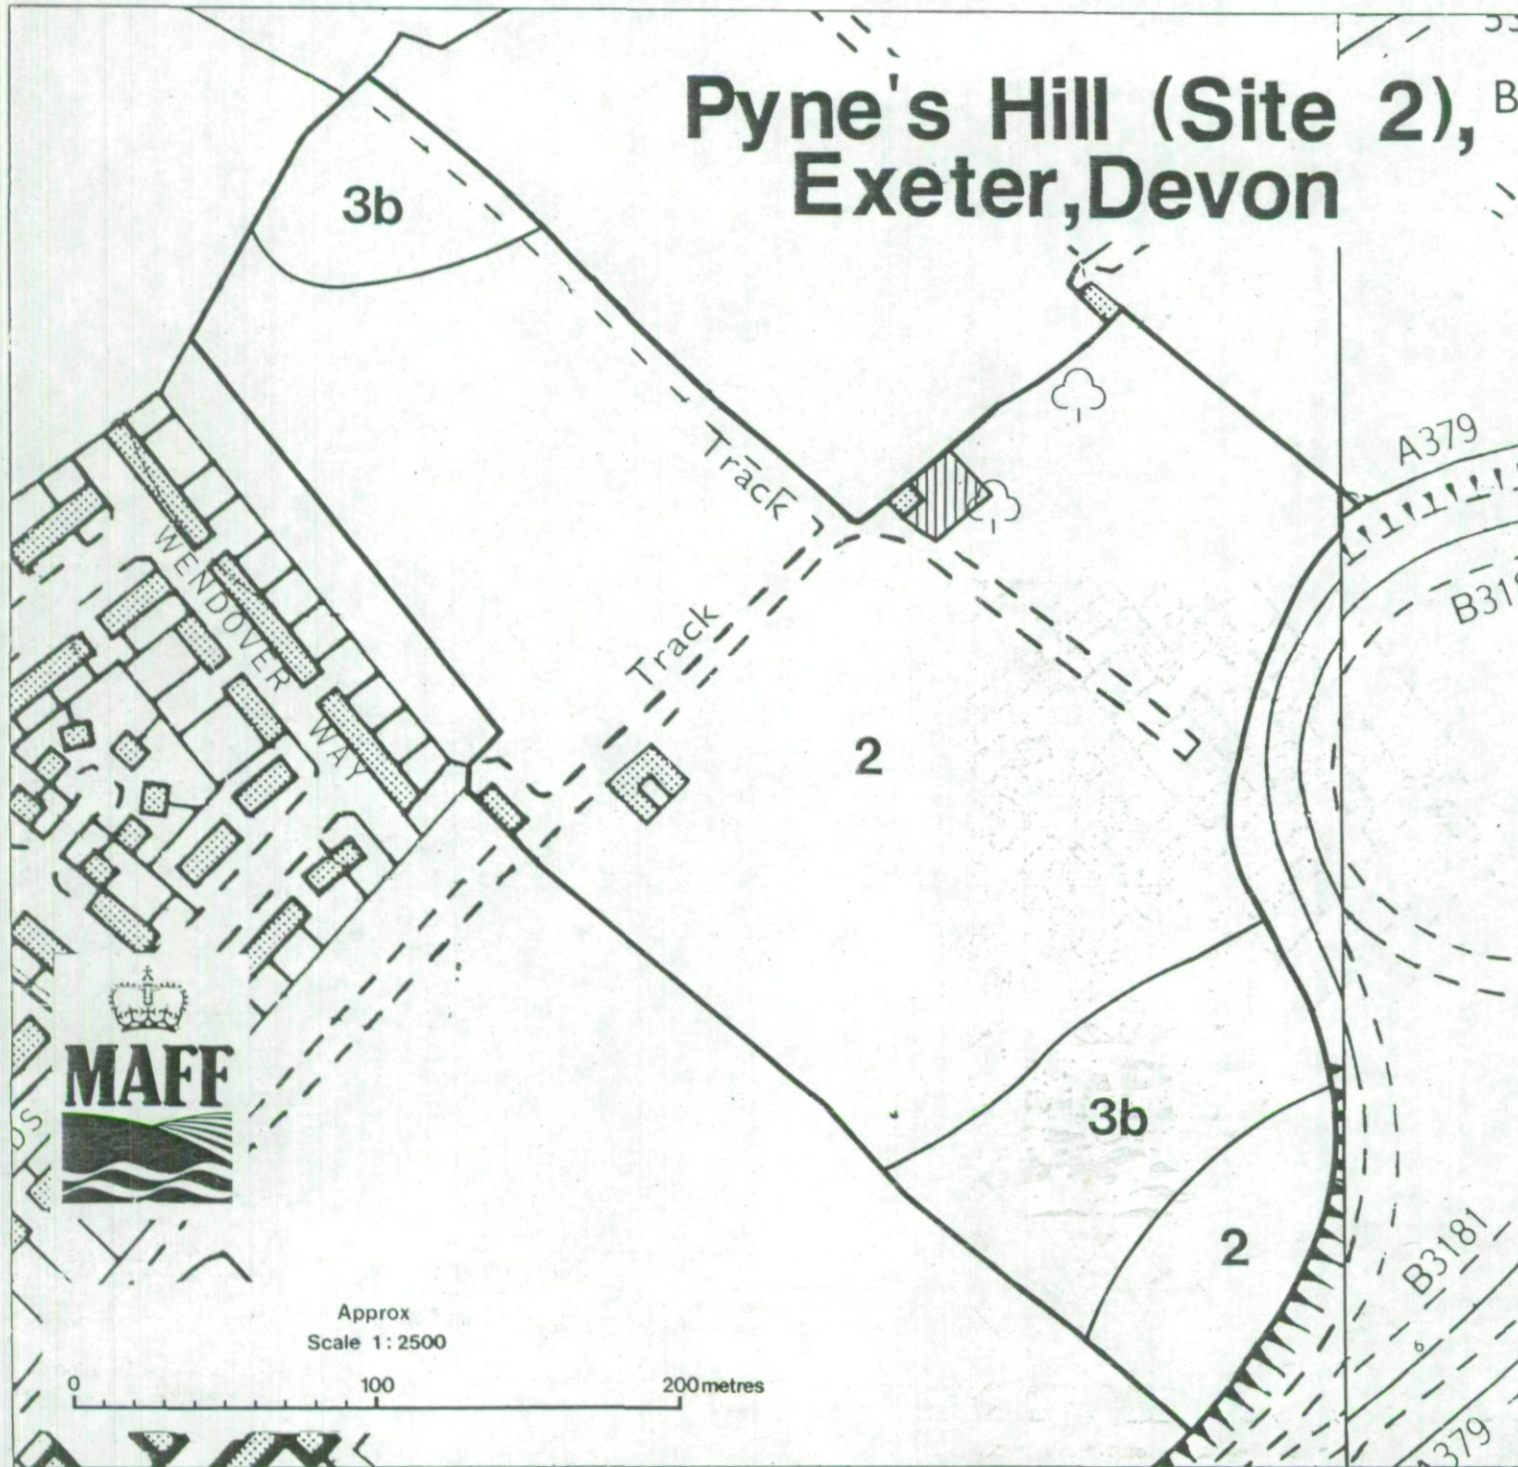 Pyne's Hill (Site 2),
Exeter,Devon
3b
A379
Track
WENDOVER
WAY
Track
2
MAFF
3b
2
B3181
Approx
Scale 1:2500
0 100 200metres
A379